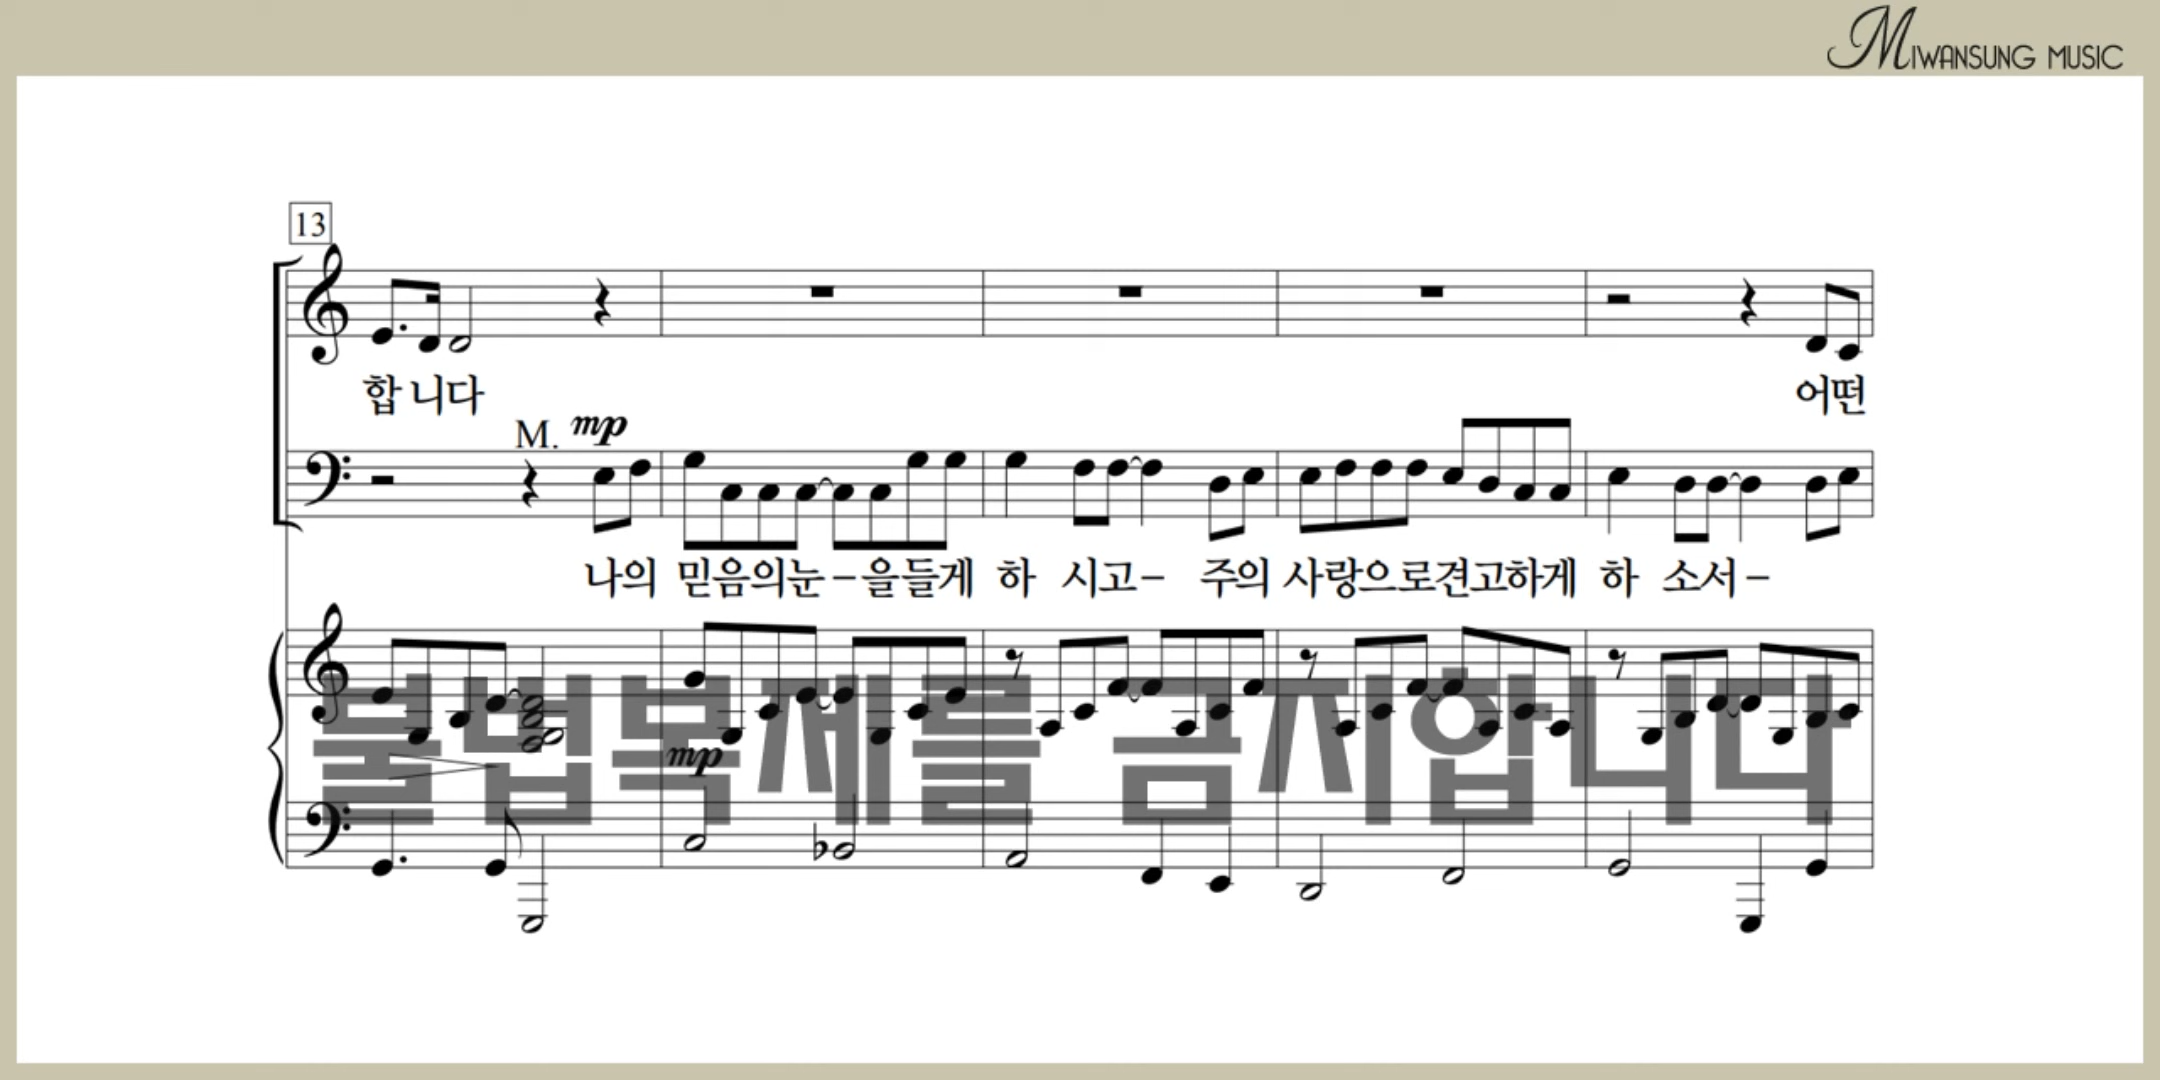 MIWANSUNG MUSIC
13
합니다 어떤
M. mp
나의 믿음의눈-을들게 하 시고- 주의 사랑으로견고하게 하 소서-
mp
불법복제를 금지합니다